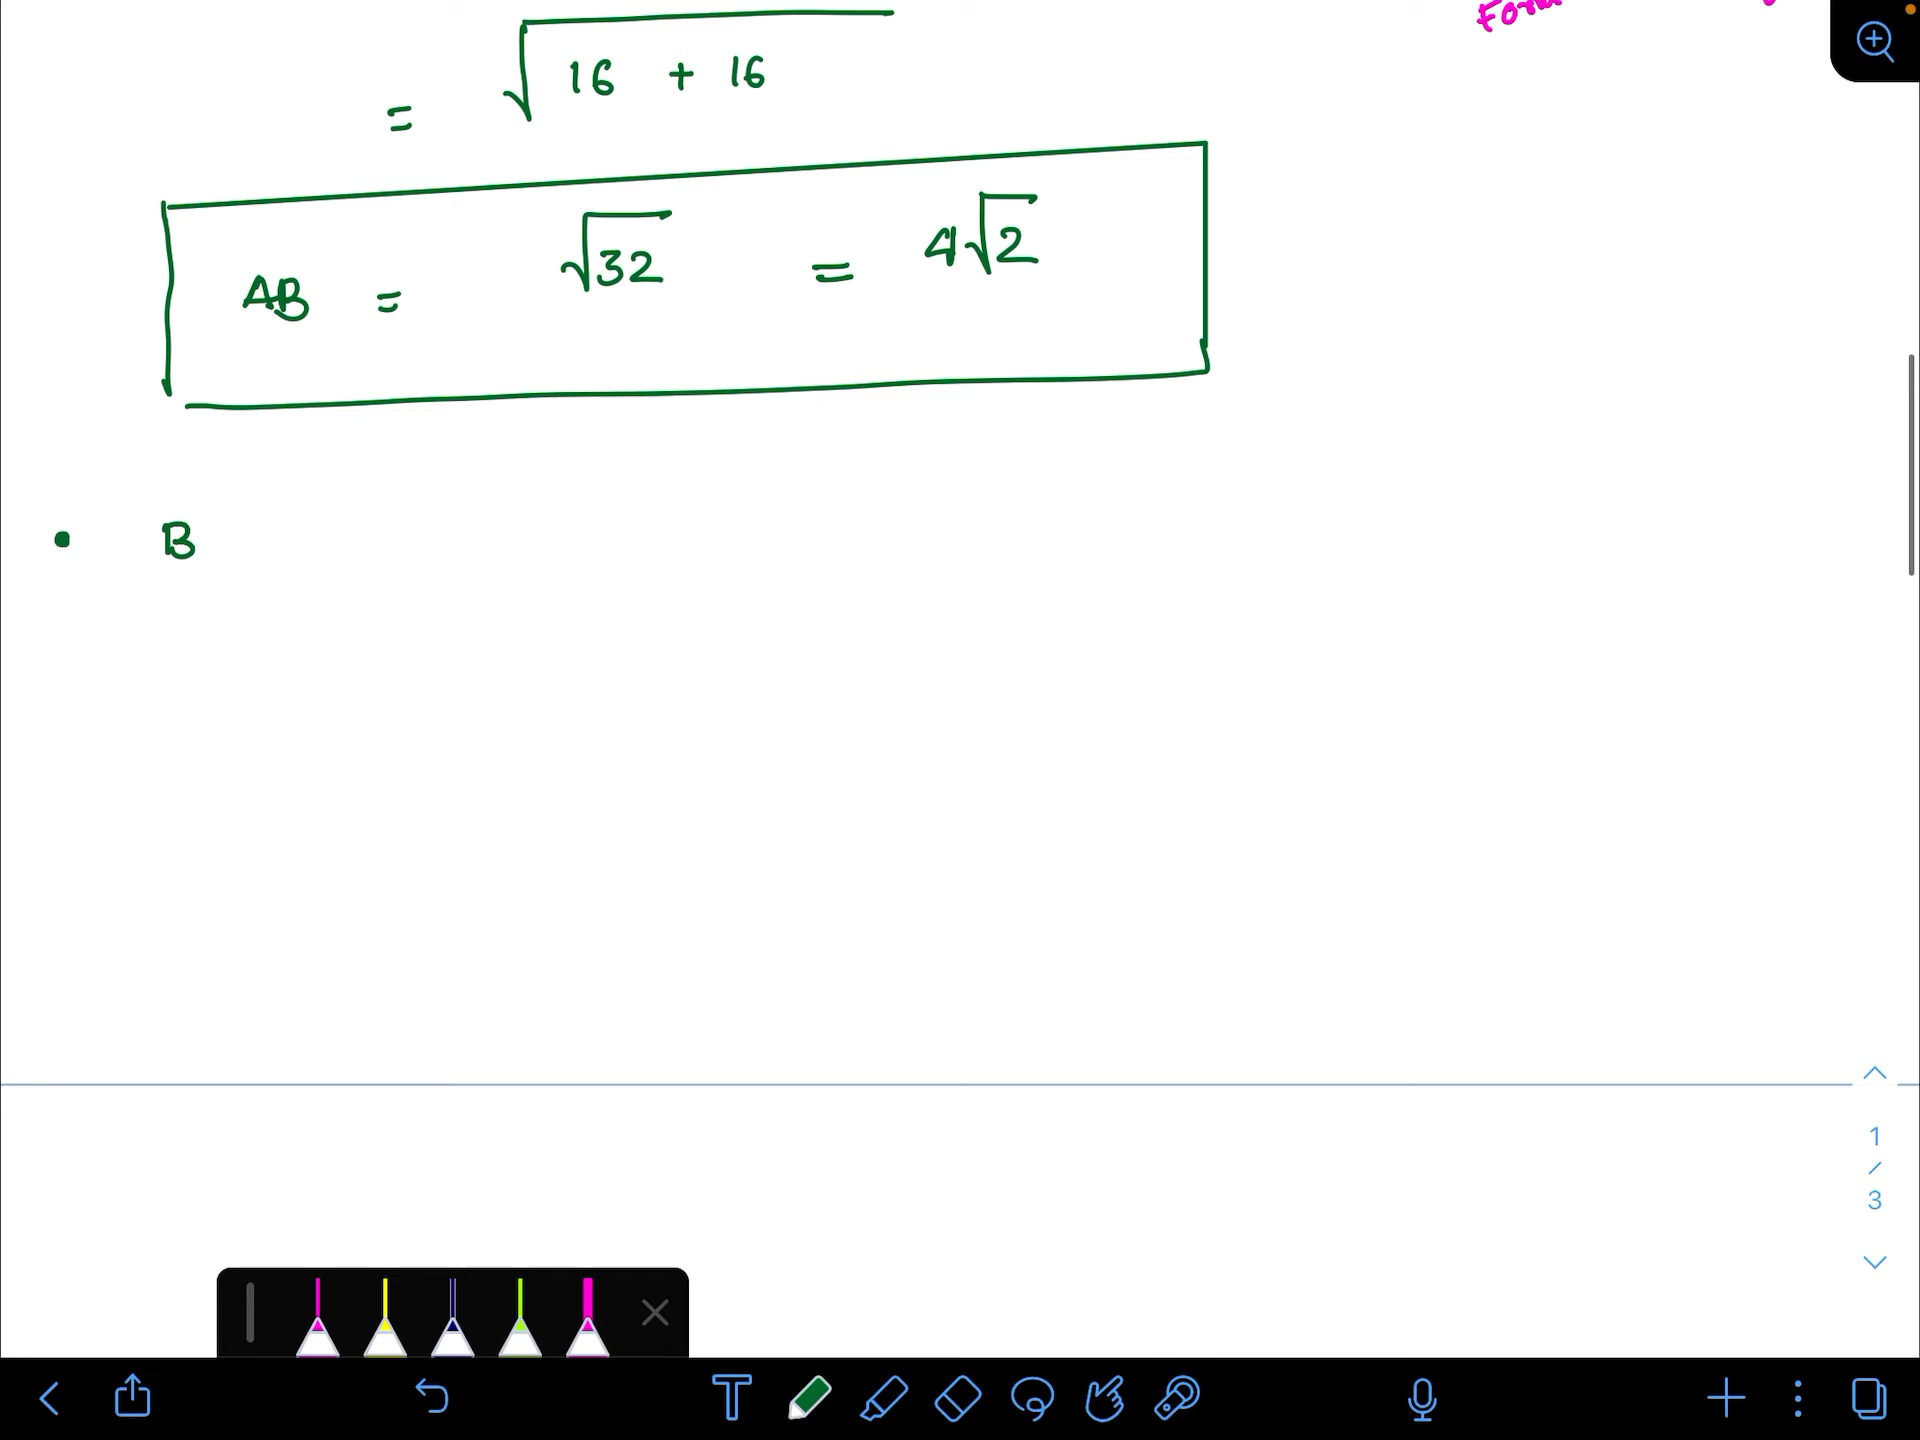 = √16 + 16
AB = √32 = 4√2
• B
1
/
3